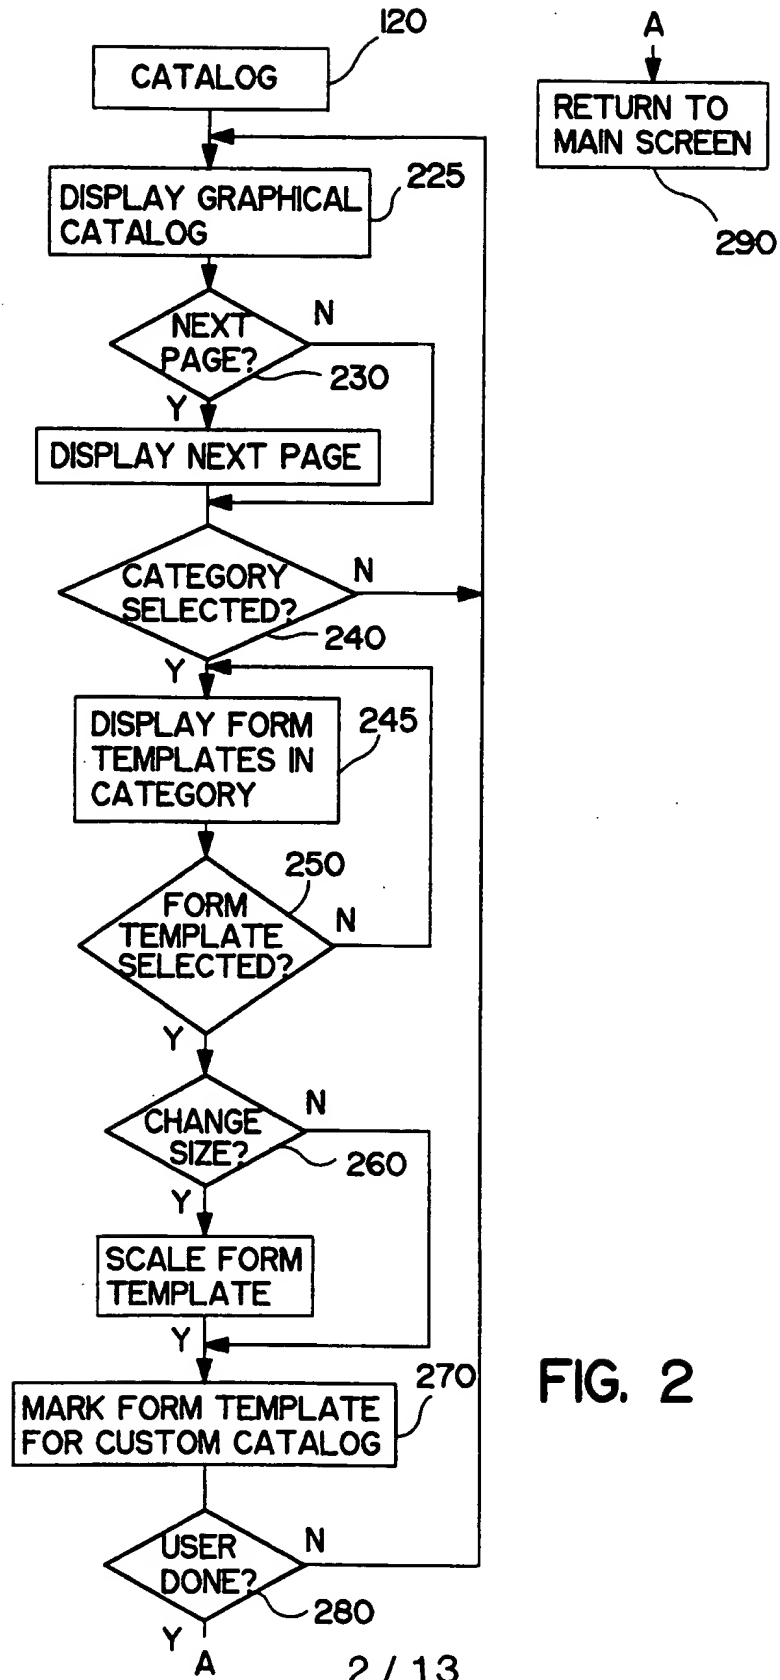 120
CATALOG
A
RETURN TO
MAIN SCREEN
290
225
DISPLAY GRAPHICAL
CATALOG
NEXT
PAGE?
N
230
Y
DISPLAY NEXT PAGE
CATEGORY
SELECTED?
N
240
Y
DISPLAY FORM
TEMPLATES IN
CATEGORY
245
250
FORM
TEMPLATE
SELECTED?
N
Y
CHANGE
SIZE?
N
260
Y
SCALE FORM
TEMPLATE
Y
270
MARK FORM TEMPLATE
FOR CUSTOM CATALOG
FIG. 2
USER
DONE?
N
280
Y
A
2 / 13